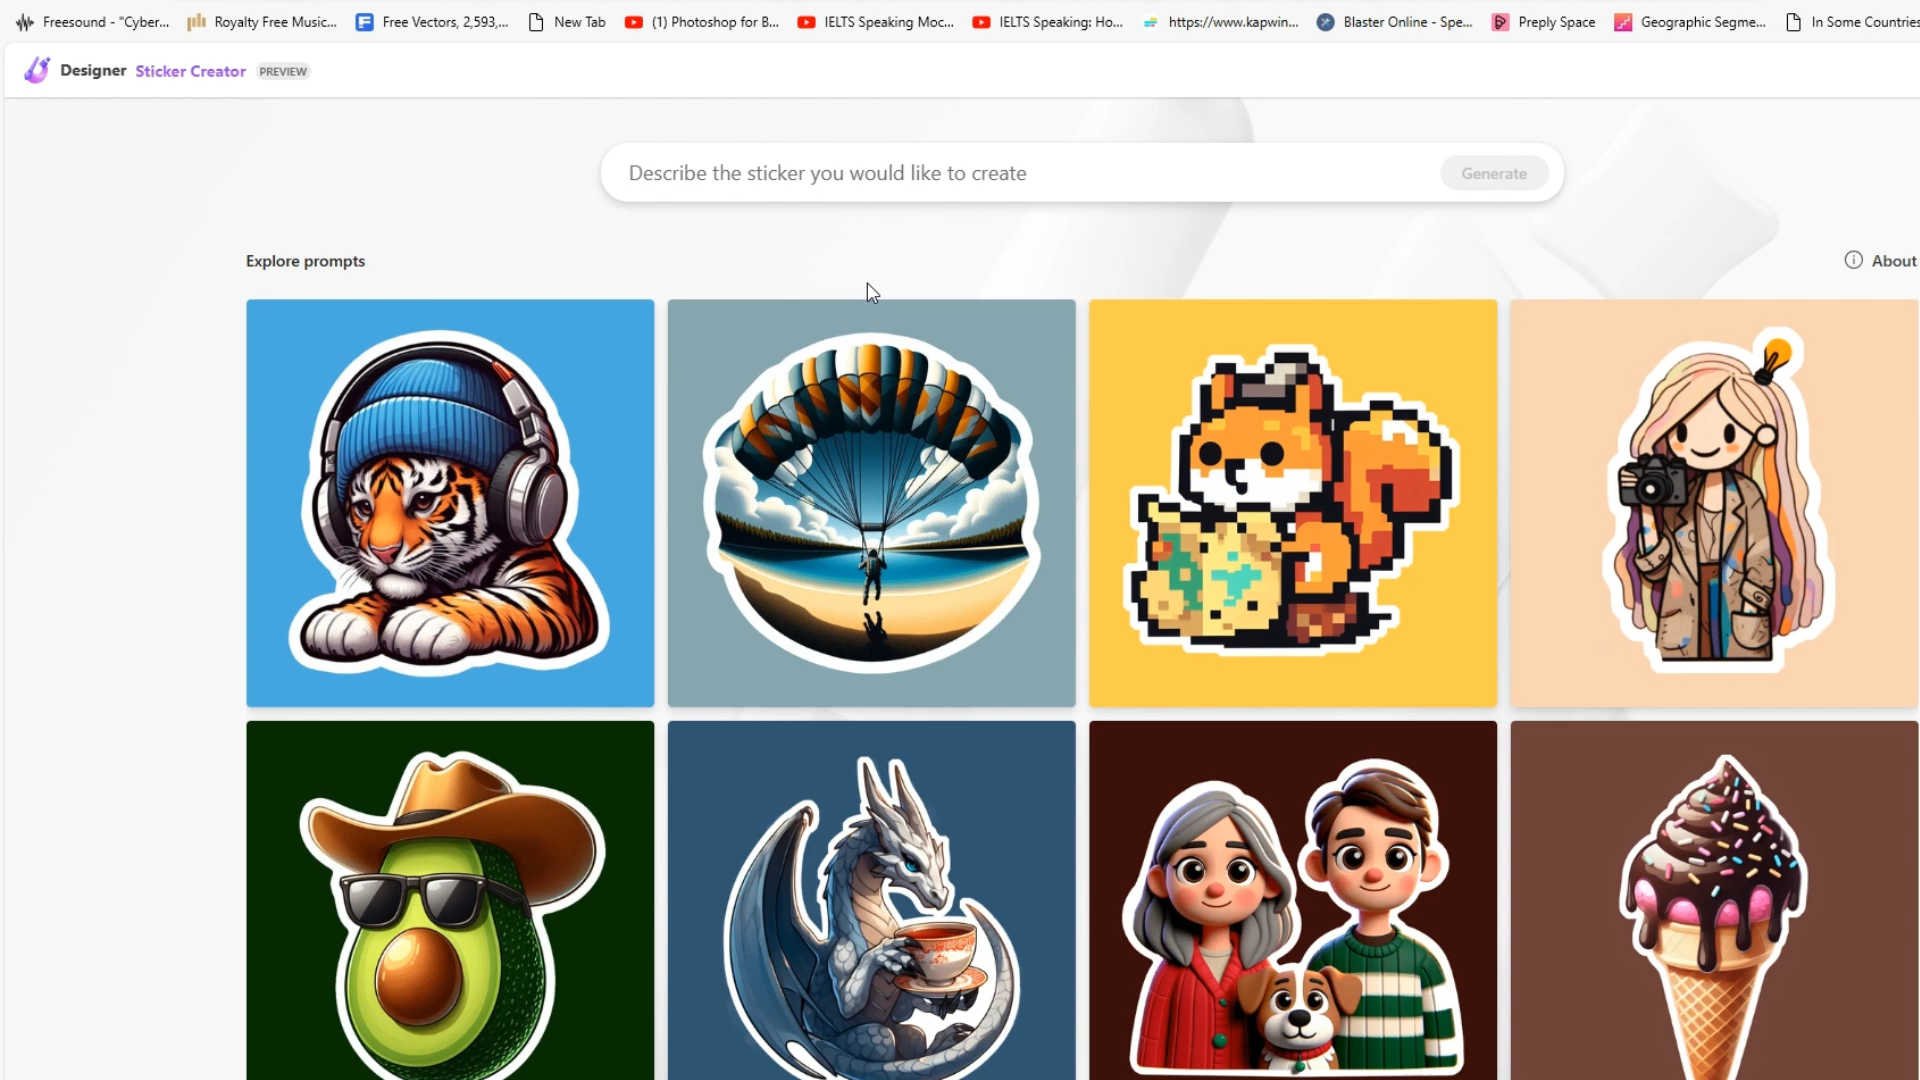 Freesound - "Cyber... Royalty Free Music... Free Vectors, 2,593,... New Tab (1) Photoshop for B... IELTS Speaking Moc... IELTS Speaking: Ho... https://www.kapwin... Blaster Online - Spe... Preply Space Geographic Segme... In Some Countries
Designer Sticker Creator PREVIEW
Describe the sticker you would like to create Generate
Explore prompts About